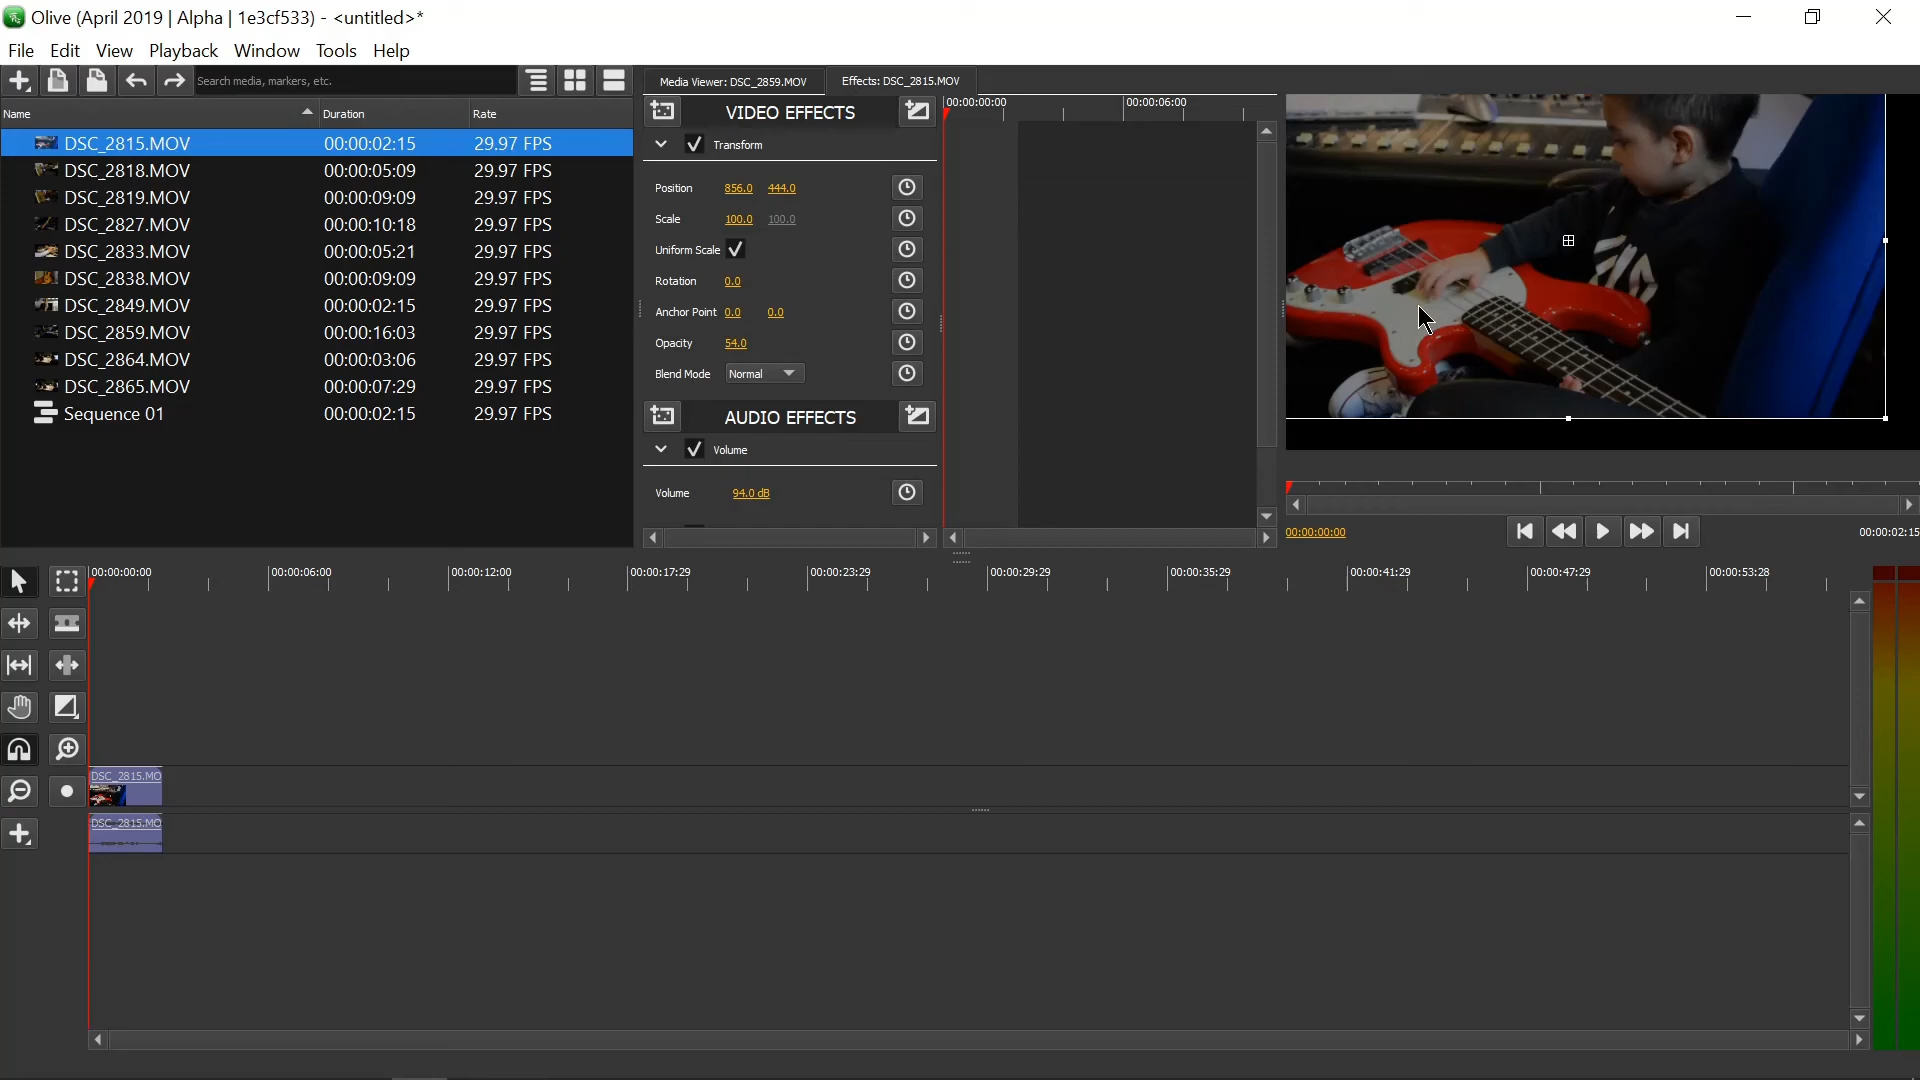 Olive (April 2019 | Alpha | 1e3cf533) - <untitled>*
File Edit View Playback Window Tools Help
Search media, markers, etc.
Media Viewer: DSC_2859.MOV Effects: DSC_2815.MOV
Name Duration Rate
DSC_2815.MOV 00:00:02:15 29.97 FPS
DSC_2818.MOV 00:00:05:09 29.97 FPS
DSC_2819.MOV 00:00:09:09 29.97 FPS
DSC_2827.MOV 00:00:10:18 29.97 FPS
DSC_2833.MOV 00:00:05:21 29.97 FPS
DSC_2838.MOV 00:00:09:09 29.97 FPS
DSC_2849.MOV 00:00:02:15 29.97 FPS
DSC_2859.MOV 00:00:16:03 29.97 FPS
DSC_2864.MOV 00:00:03:06 29.97 FPS
DSC_2865.MOV 00:00:07:29 29.97 FPS
Sequence 01 00:00:02:15 29.97 FPS
VIDEO EFFECTS
Transform
Position 856.0 444.0
Scale 100.0 100.0
Uniform Scale
Rotation 0.0
Anchor Point 0.0 0.0
Opacity 54.0
Blend Mode Normal
AUDIO EFFECTS
Volume
Volume 94.0 dB
00:00:00:00 00:00:06:00
00:00:00:00 00:00:02:15
00:00:00:00 00:00:06:00 00:00:12:00 00:00:17:29 00:00:23:29 00:00:29:29 00:00:35:29 00:00:41:29 00:00:47:29 00:00:53:28
DSC_2815.MO
DSC_2815.MO